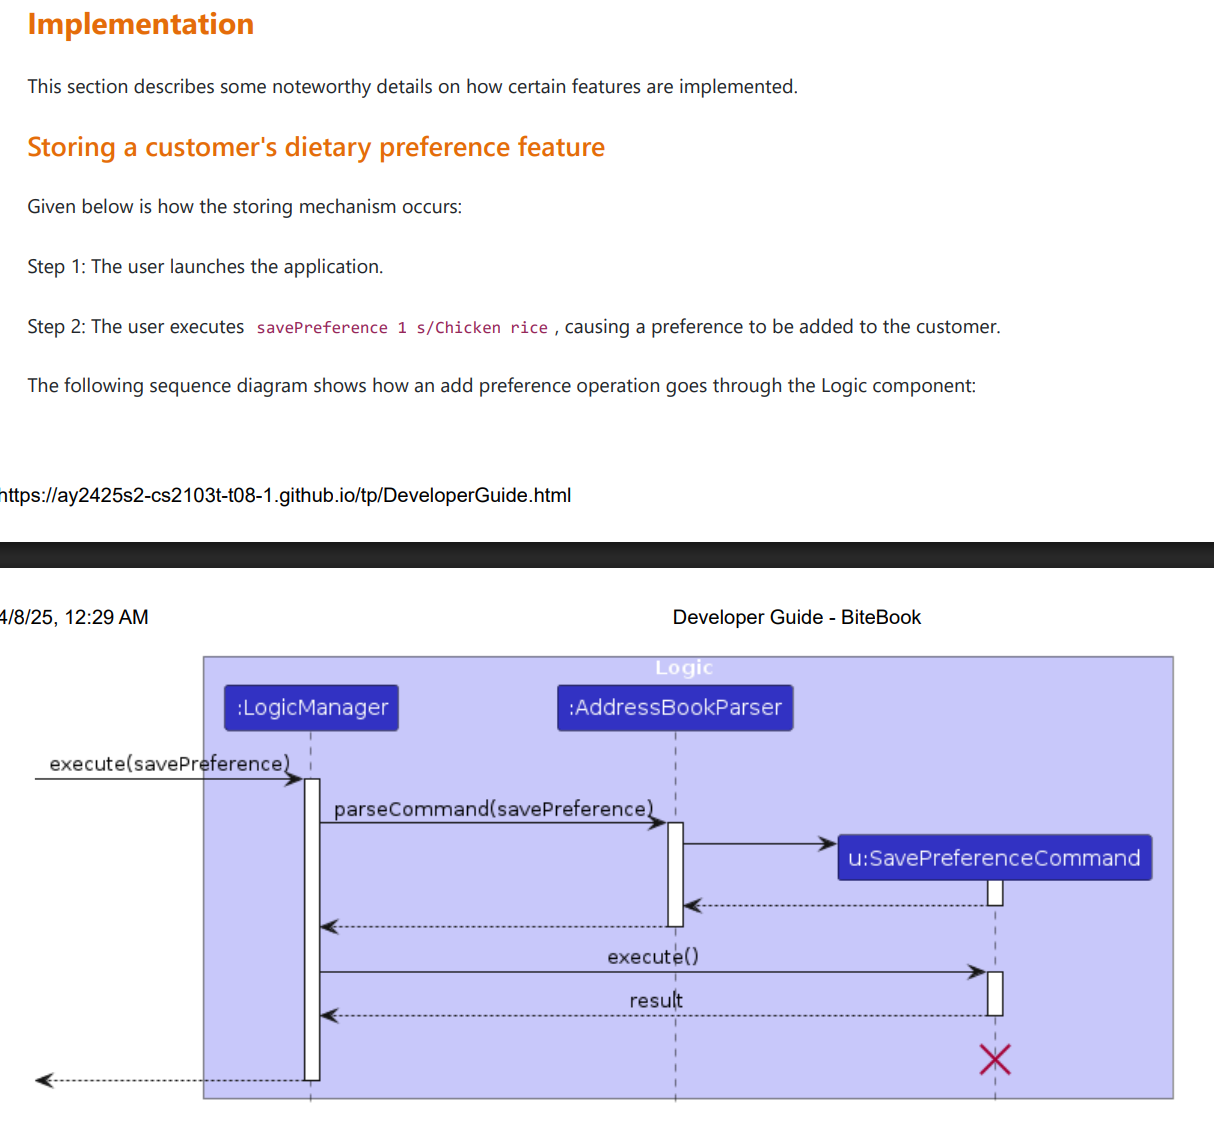 Implementation
This section describes some noteworthy details on how certain features are implemented.
Storing a customer's dietary preference feature
Given below is how the storing mechanism occurs:
Step 1: The user launches the application.
Step 2: The user executes savePreference 1 s/Chicken rice , causing a preference to be added to the customer.
The following sequence diagram shows how an add preference operation goes through the Logic component:
https://ay2425s2-cs2103t-t08-1.github.io/tp/DeveloperGuide.html
4/8/25, 12:29 AM Developer Guide - BiteBook
Logic
:LogicManager :AddressBookParser
execute(savePreference)
parseCommand(savePreference)
u:SavePreferenceCommand
execute()
result